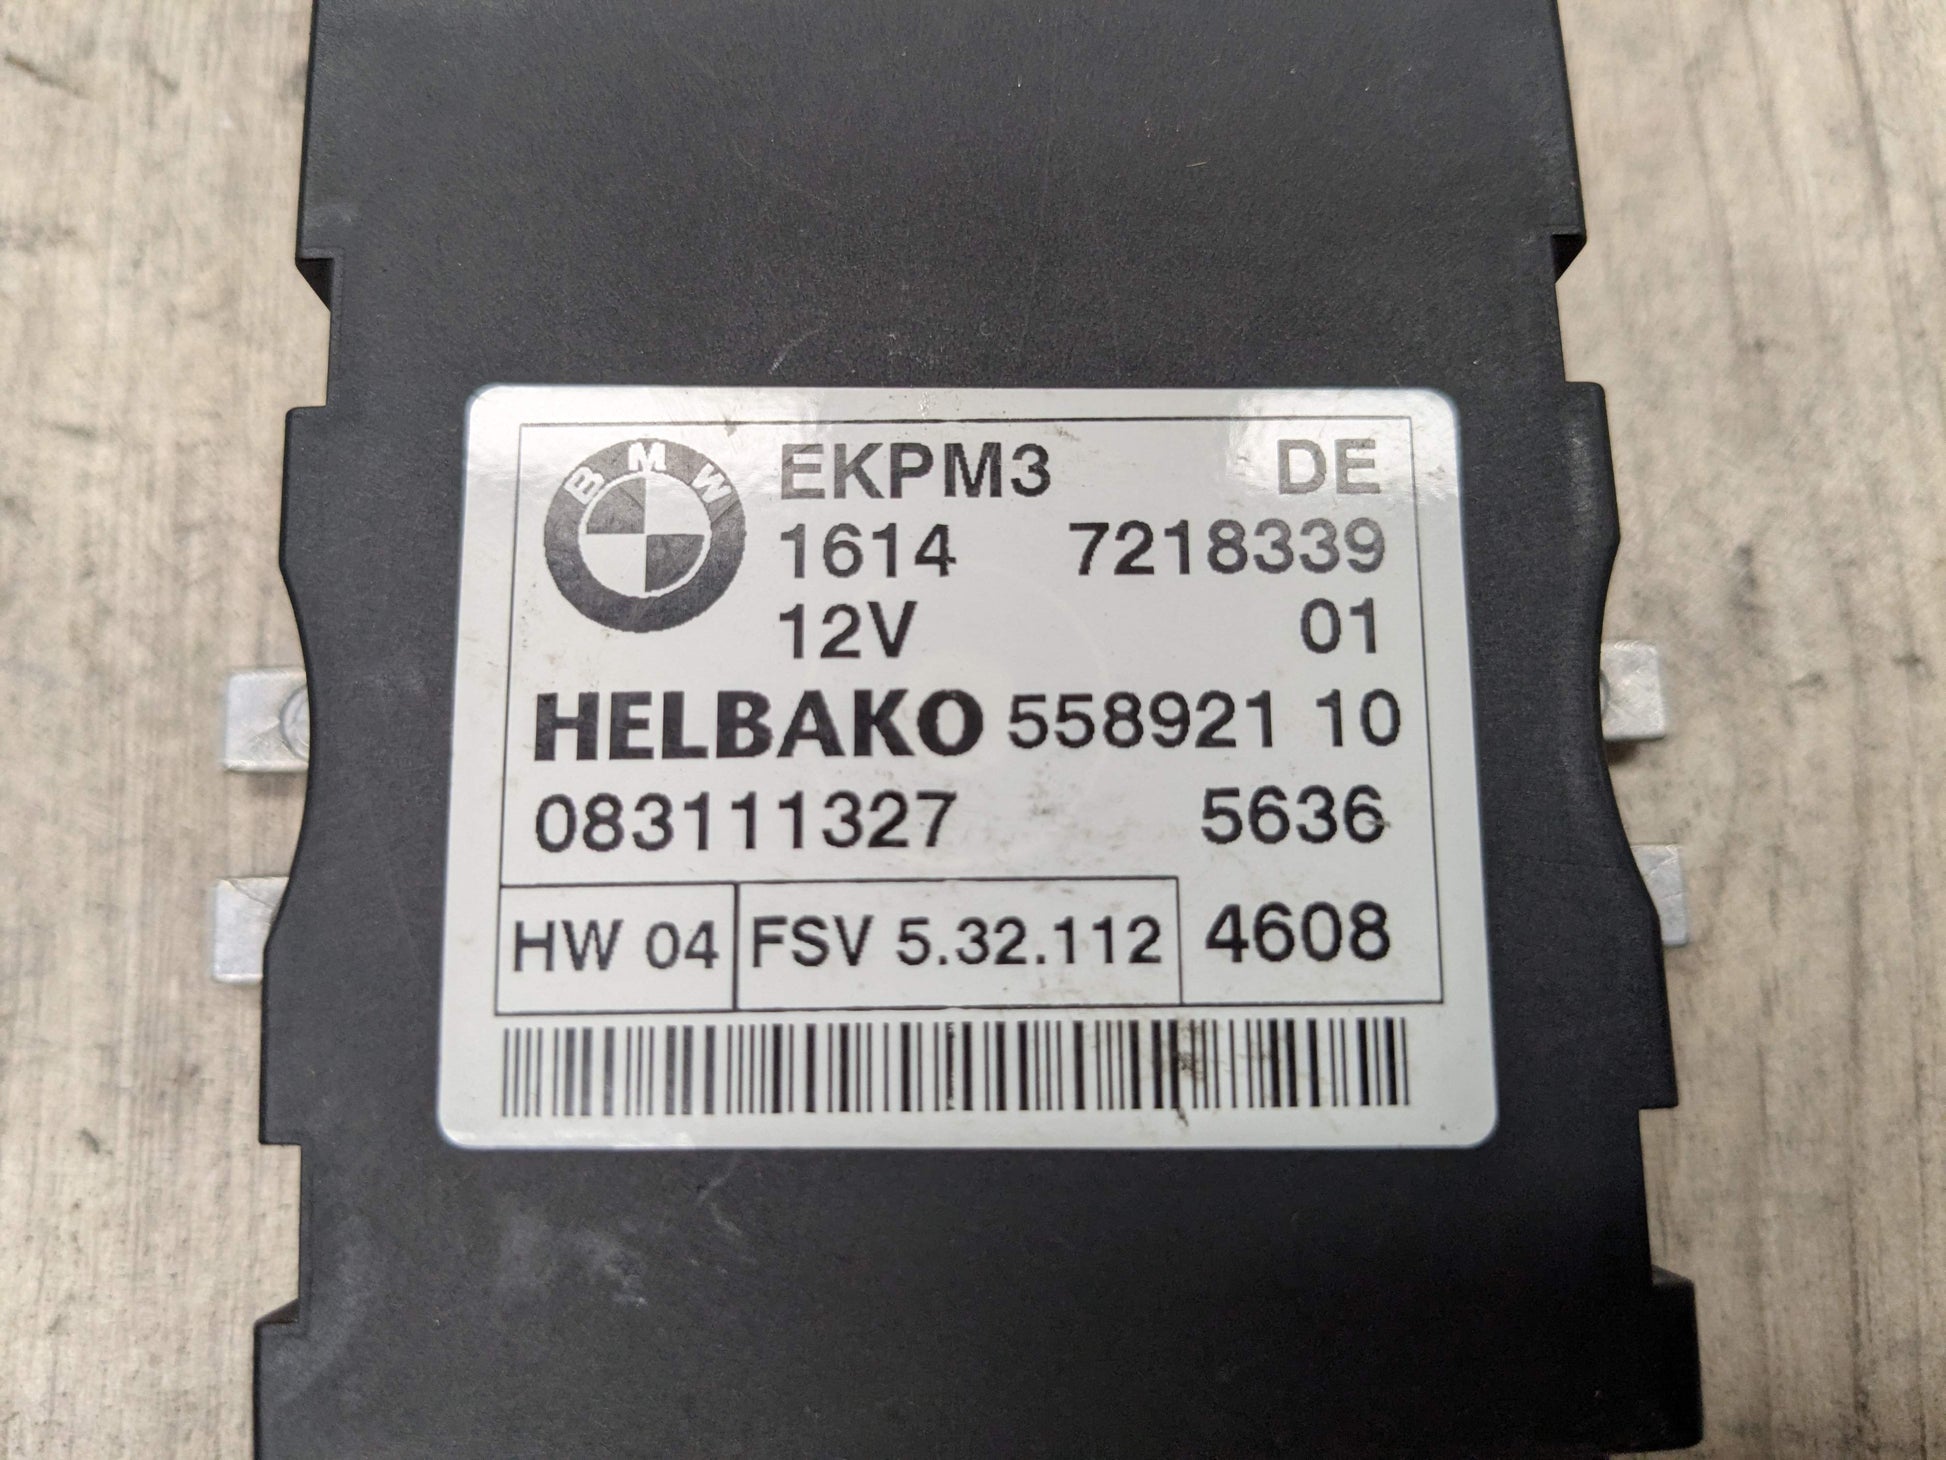 BMW
EKPM3 DE
1614 7218339
12V 01
HELBAKO 558921 10
083111327 5636
HW 04 FSV 5.32.112 4608